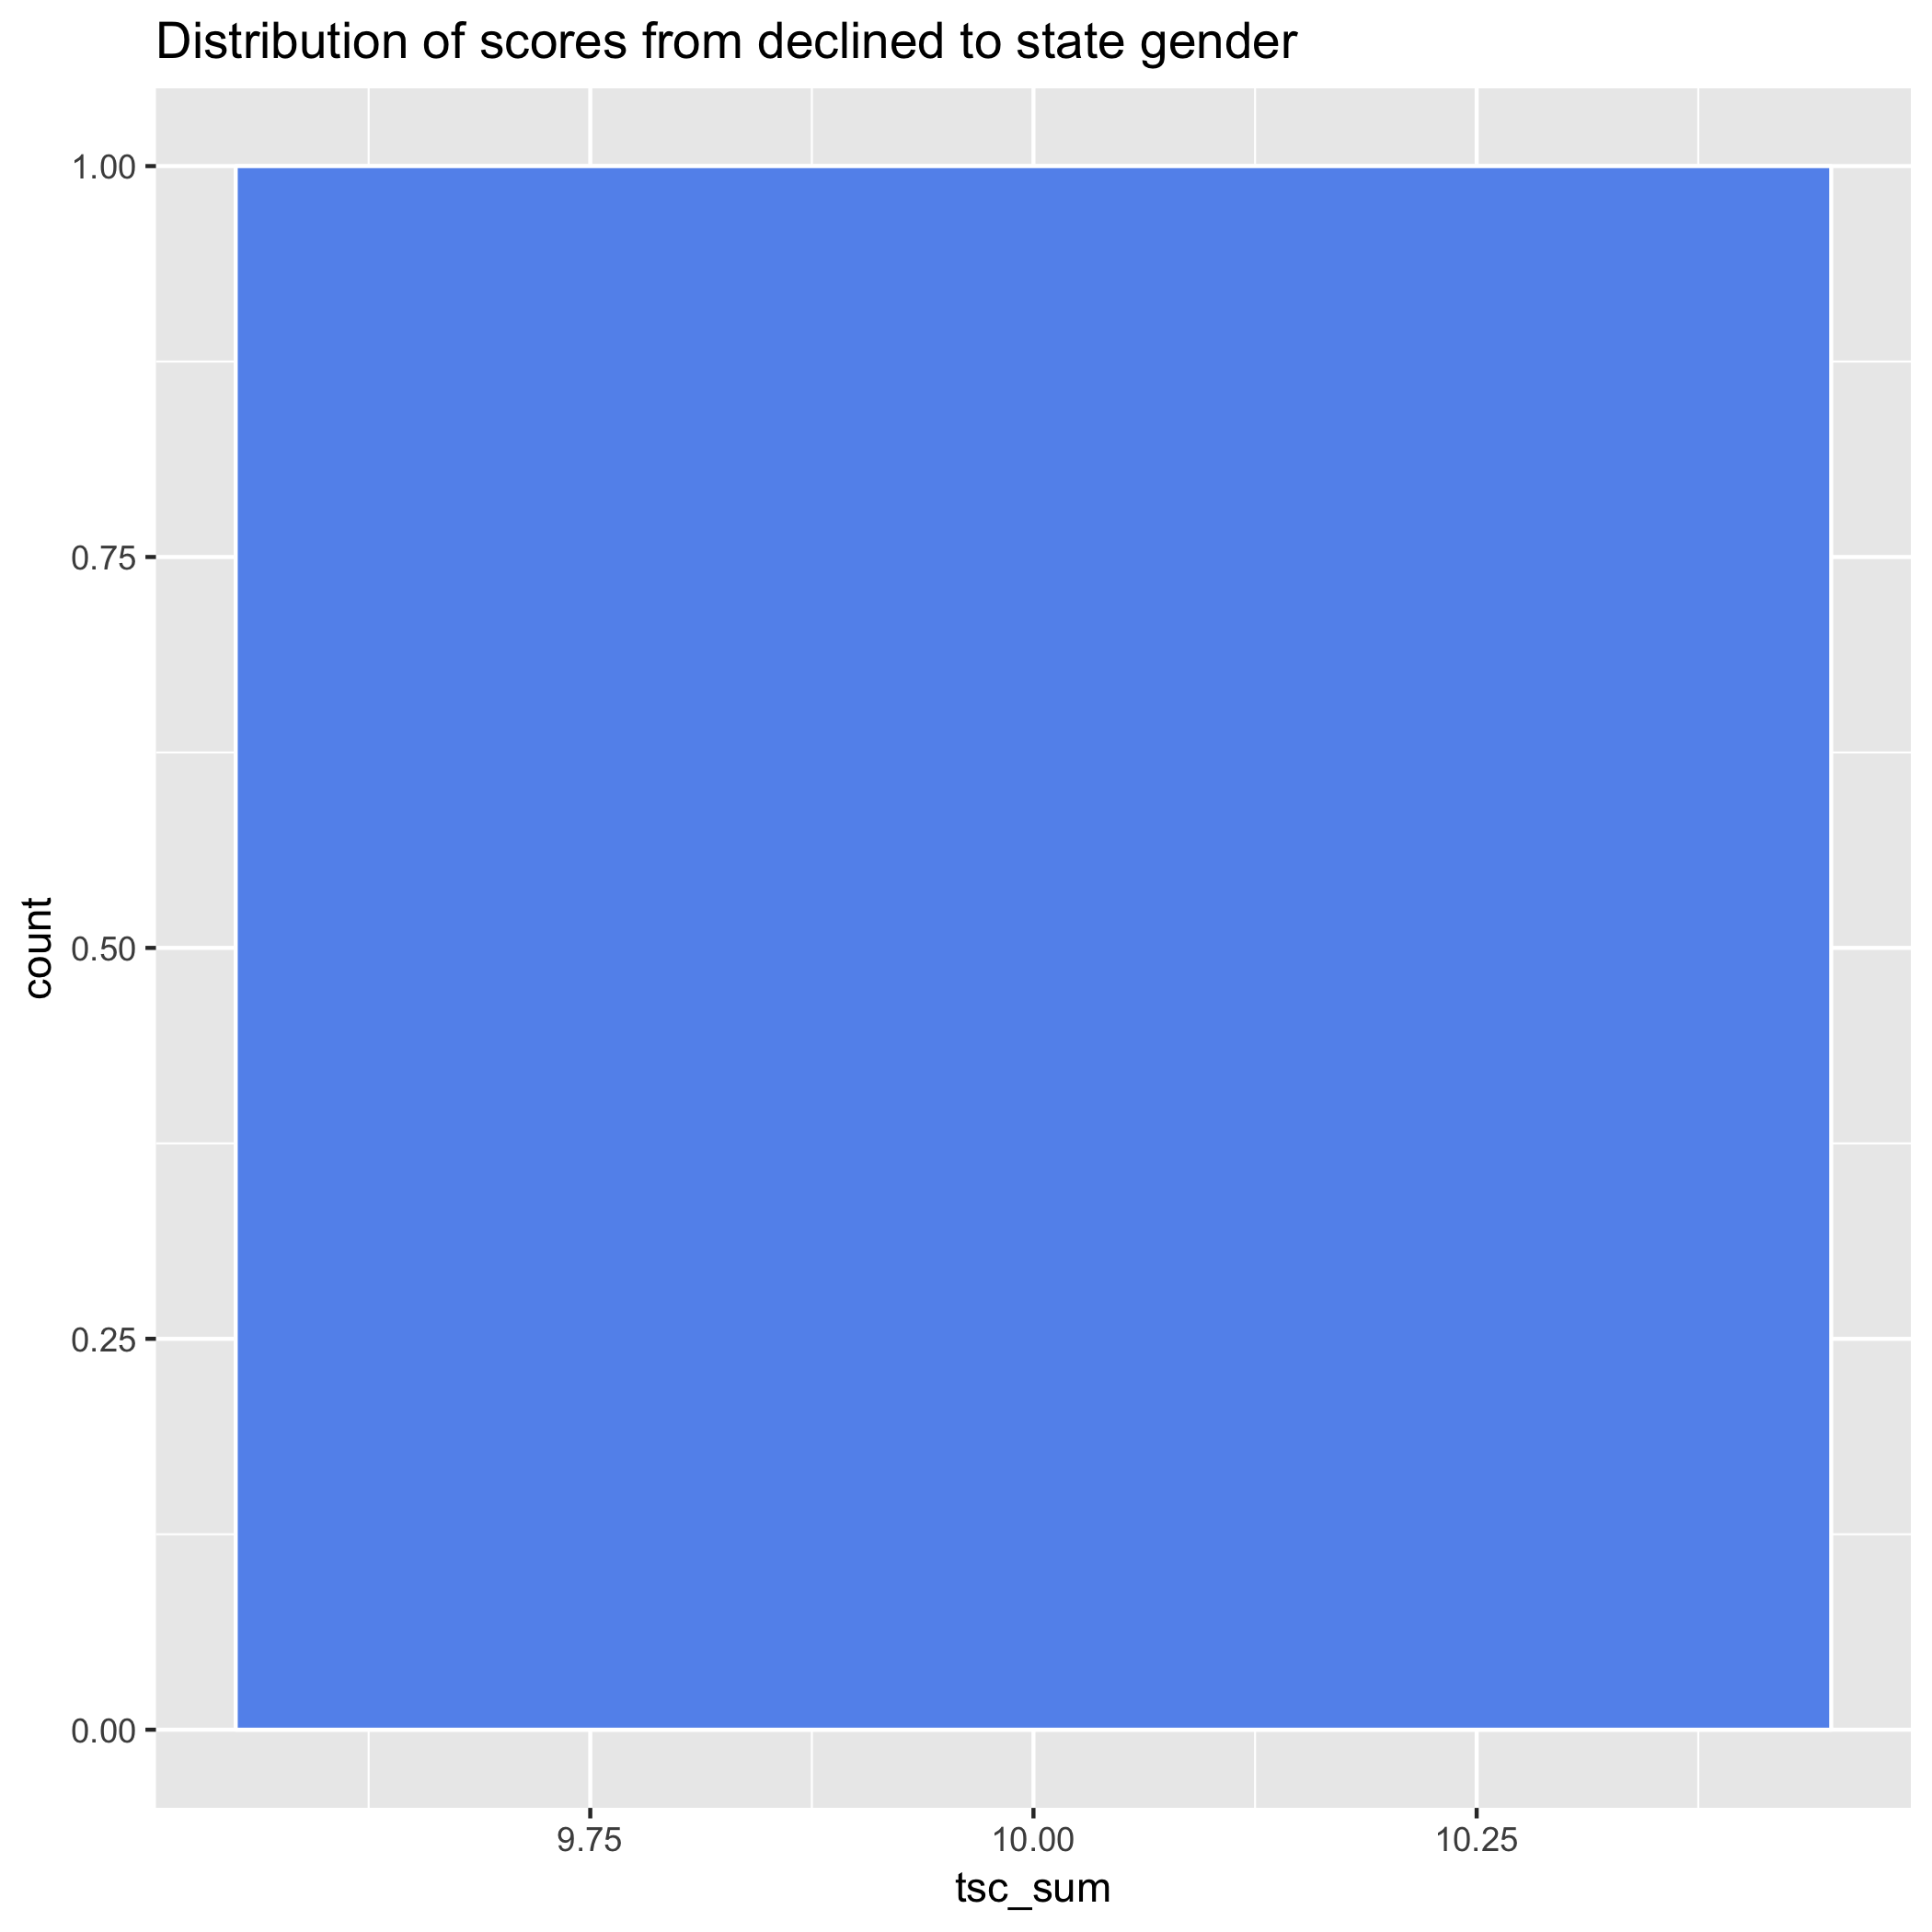 Distribution of scores from declined to state gender
1.00
0.75
0.50
0.25
0.00
count
9.75 10.00 10.25
tsc_sum